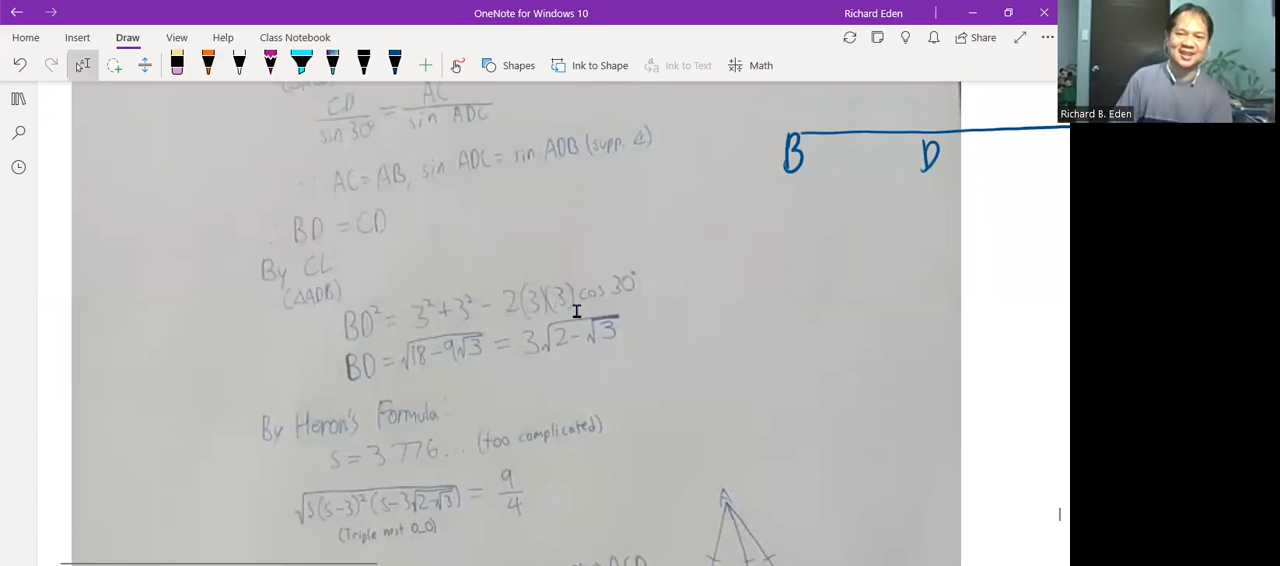 OneNote for Windows 10
Richard Eden
Home Insert Draw View Help Class Notebook
Share
Shapes Ink to Shape Ink to Text Math
Richard B. Eden
CD/sin 30° = AC/sin ADC
∵ AC = AB, sin ADC = sin ADB (supp. ∠)
∴ BD = CD
By CL
(△ADB)
BD² = 3² + 3² - 2(3)(3) cos 30°
BD = √(18 - 9√3) = 3√(2 - √3)
By Heron's Formula:
s = 3.776... (too complicated)
√(s(s-3)²(s-3√(2-√3))) = 9/4
(Triple nest 0_0)
B D
A